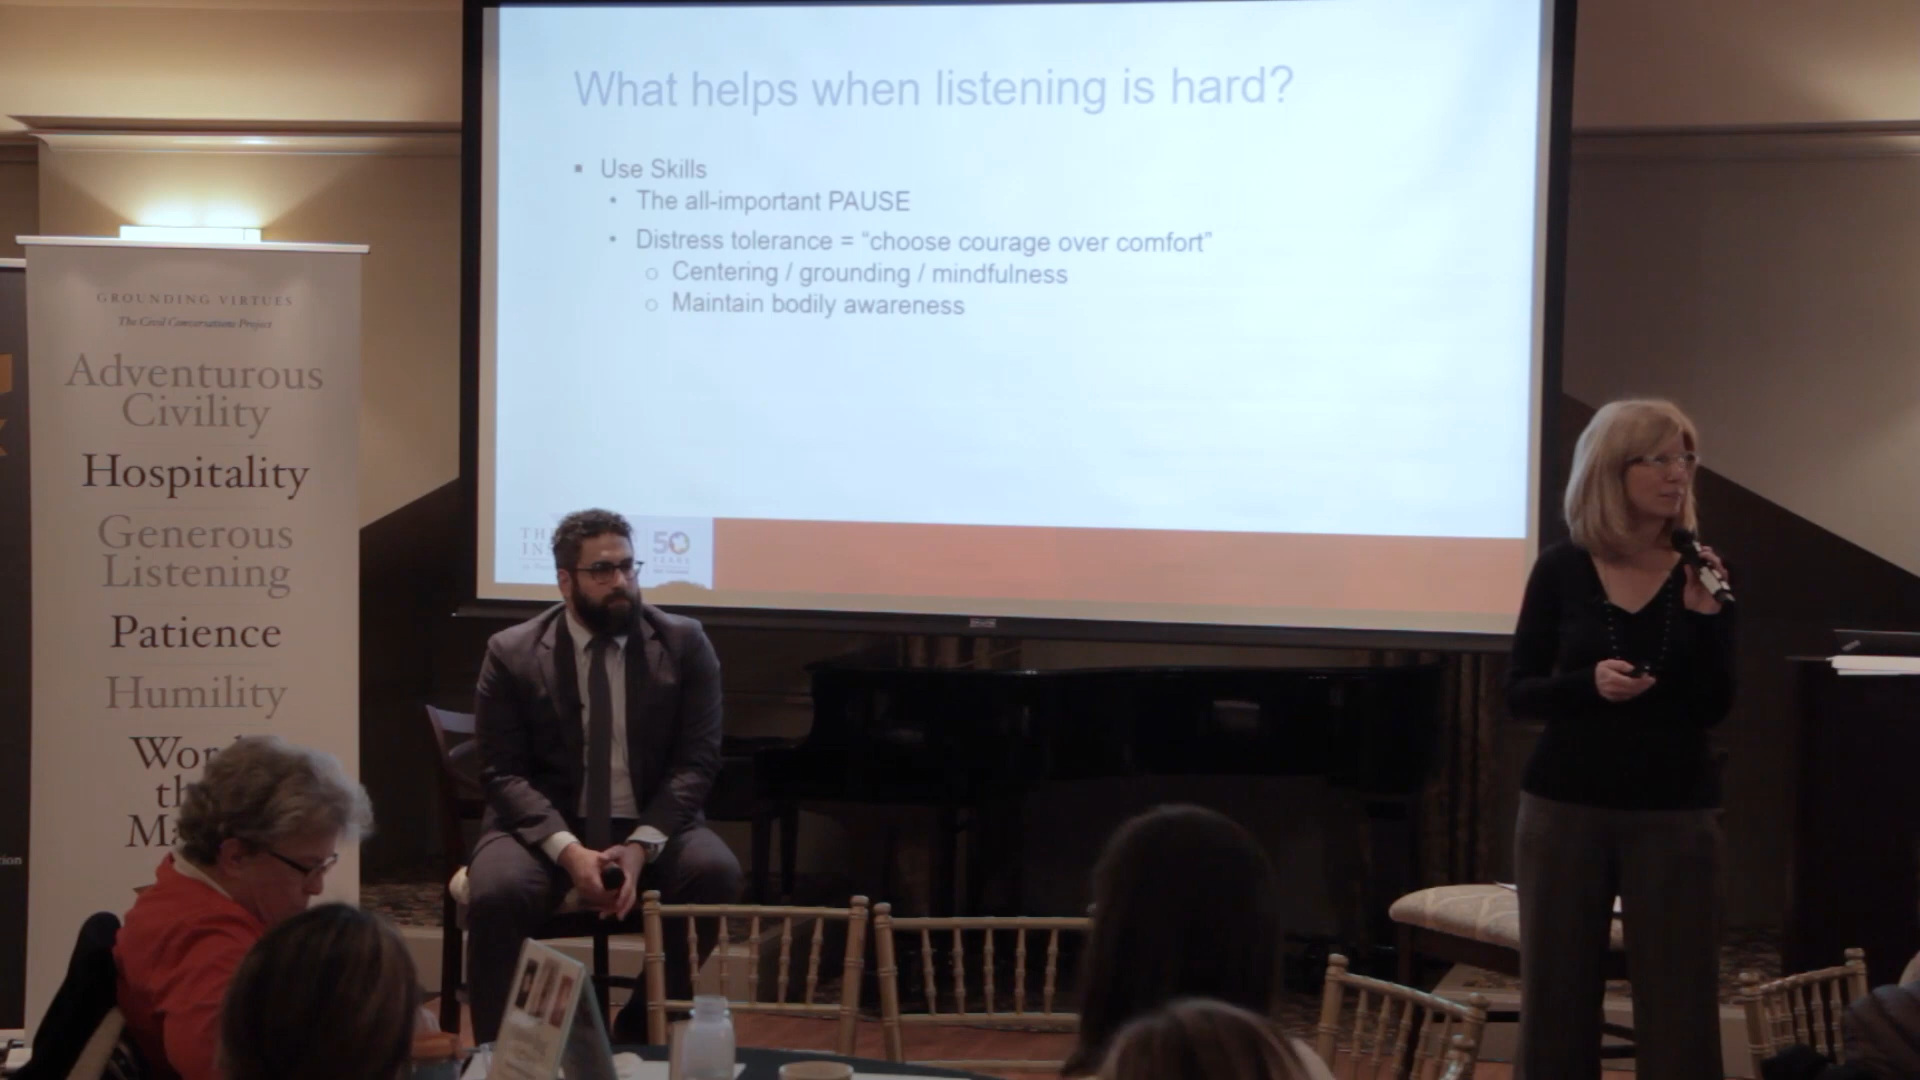 What helps when listening is hard?
Use Skills
The all-important PAUSE
Distress tolerance = “choose courage over comfort”
Centering / grounding / mindfulness
Maintain bodily awareness
50
YEARS
GROUNDING VIRTUES
The Civil Conversations Project
Adventurous
Civility
Hospitality
Generous
Listening
Patience
Humility